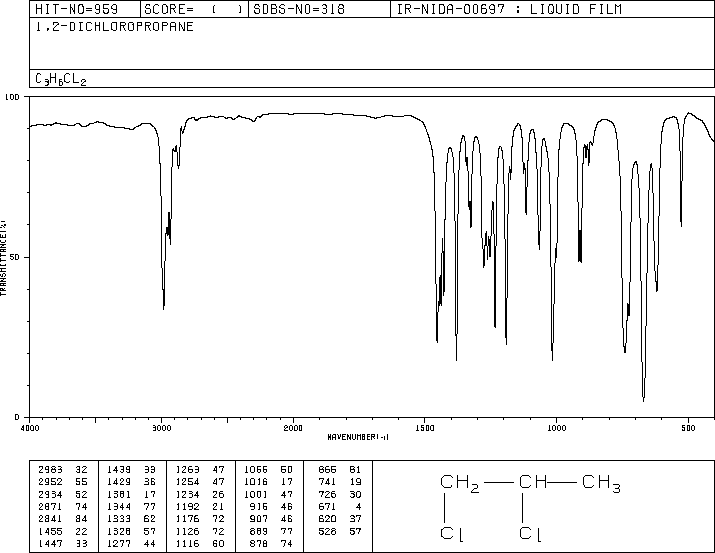 HIT-NO=959 SCORE= ( ) SDBS-NO=318 IR-NIDA-00697 : LIQUID FILM
1,2-DICHLOROPROPANE
C3H6CL2
100
50
0
TRANSMITTANCE(%)
4000 3000 2000 1500 1000 500
WAVENUMBER(-1)
2983 32 1439 33 1263 47 1066 50 866 81
2952 55 1429 36 1254 47 1016 17 741 19
2934 52 1381 17 1234 26 1001 47 726 30
2871 74 1344 77 1192 21 916 46 671 4
2841 84 1333 62 1176 72 907 46 620 37
1455 22 1328 57 1126 72 889 77 528 57
1447 33 1277 44 1116 60 878 74
CH2 CH CH3
Cl Cl